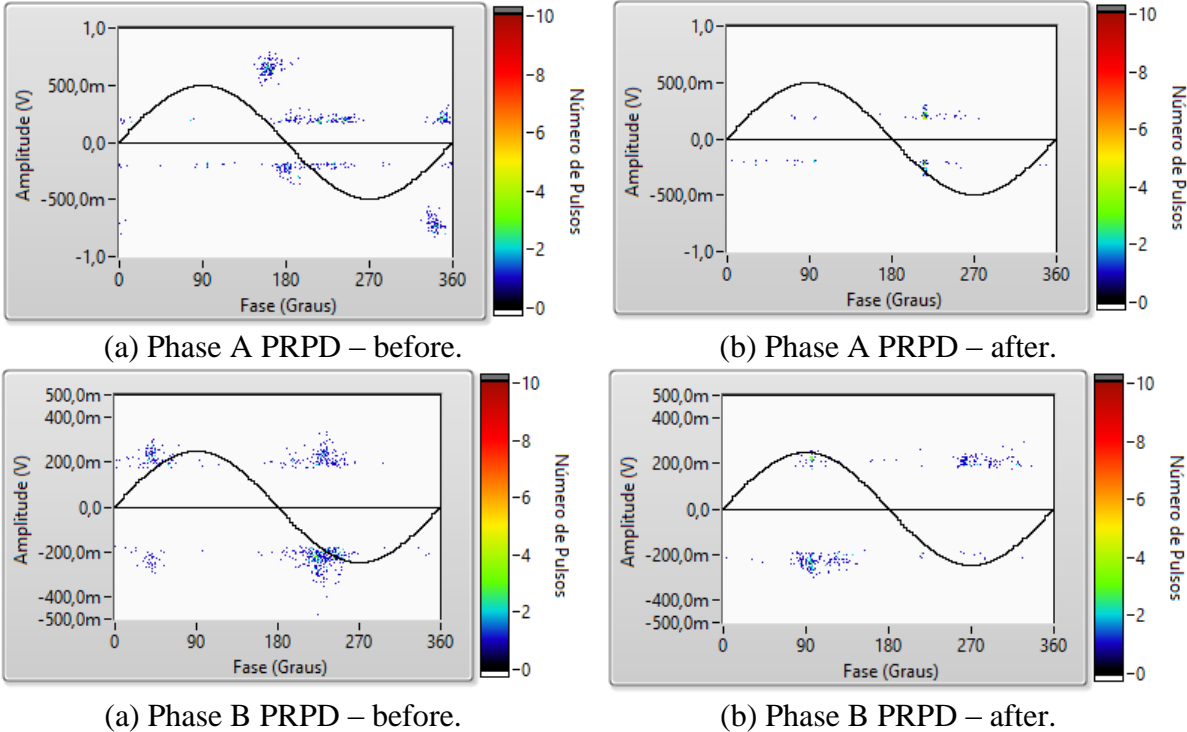 1,0
500,0m
0,0
-500,0m
-1,0
Amplitude (V)
0 90 180 270 360
Fase (Graus)
10
8
6
4
2
0
Número de Pulsos
(a) Phase A PRPD – before.
1,0
500,0m
0,0
-500,0m
-1,0
Amplitude (V)
0 90 180 270 360
Fase (Graus)
10
8
6
4
2
0
Número de Pulsos
(b) Phase A PRPD – after.
500,0m
400,0m
200,0m
0,0
-200,0m
-400,0m
-500,0m
Amplitude (V)
0 90 180 270 360
Fase (Graus)
10
8
6
4
2
0
Número de Pulsos
(a) Phase B PRPD – before.
500,0m
400,0m
200,0m
0,0
-200,0m
-400,0m
-500,0m
Amplitude (V)
0 90 180 270 360
Fase (Graus)
10
8
6
4
2
0
Número de Pulsos
(b) Phase B PRPD – after.